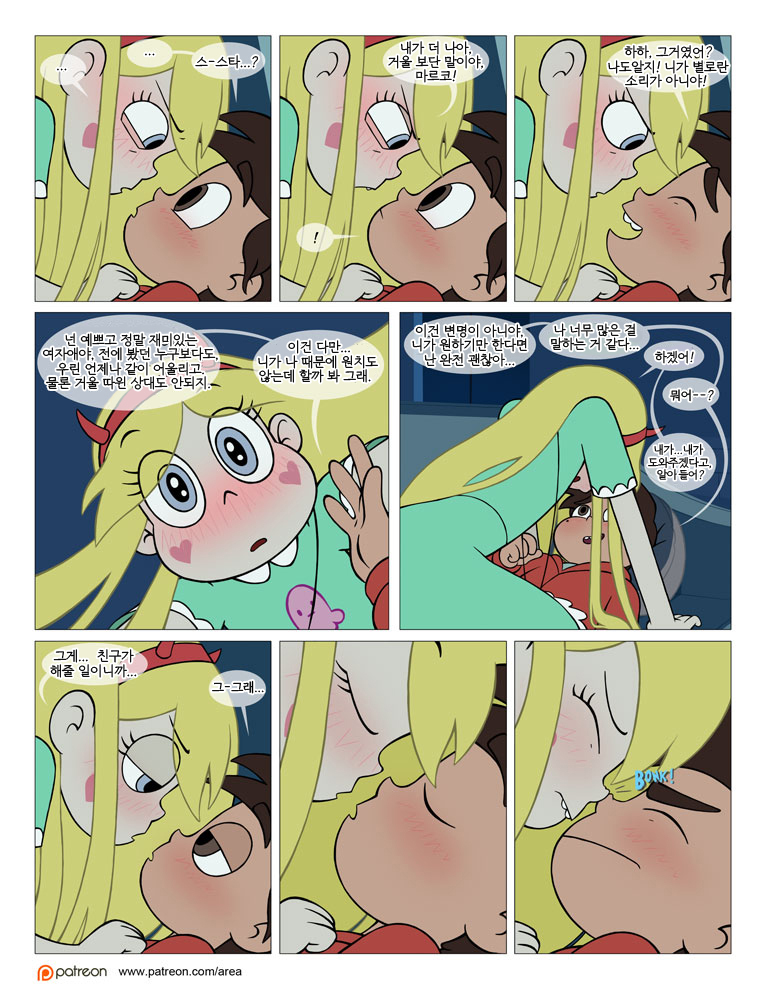 ...
...
스-스타...?
내가 더 나아,
거울 보단 말이야,
마르코!
!
하하, 그거였어?
나도알지! 니가 별로란
소리가 아니야!
넌 예쁘고 정말 재미있는
여자애야, 전에 봤던 누구보다도,
우린 언제나 같이 어울리고,
물론 거울 따윈 상대도 안되지.
이건 다만...
니가 나 때문에 원치도
않는데 할까 봐 그래.
이건 변명이 아니야,
니가 원하기만 한다면
난 완전 괜찮아...
나 너무 많은 걸
말하는 거 같다...
하겠어!
뭐어--?
내가...내가
도와주겠다고,
알아 들어?
그게... 친구가
해줄 일이니까...
그-그래...
BONK!
patreon
www.patreon.com/area